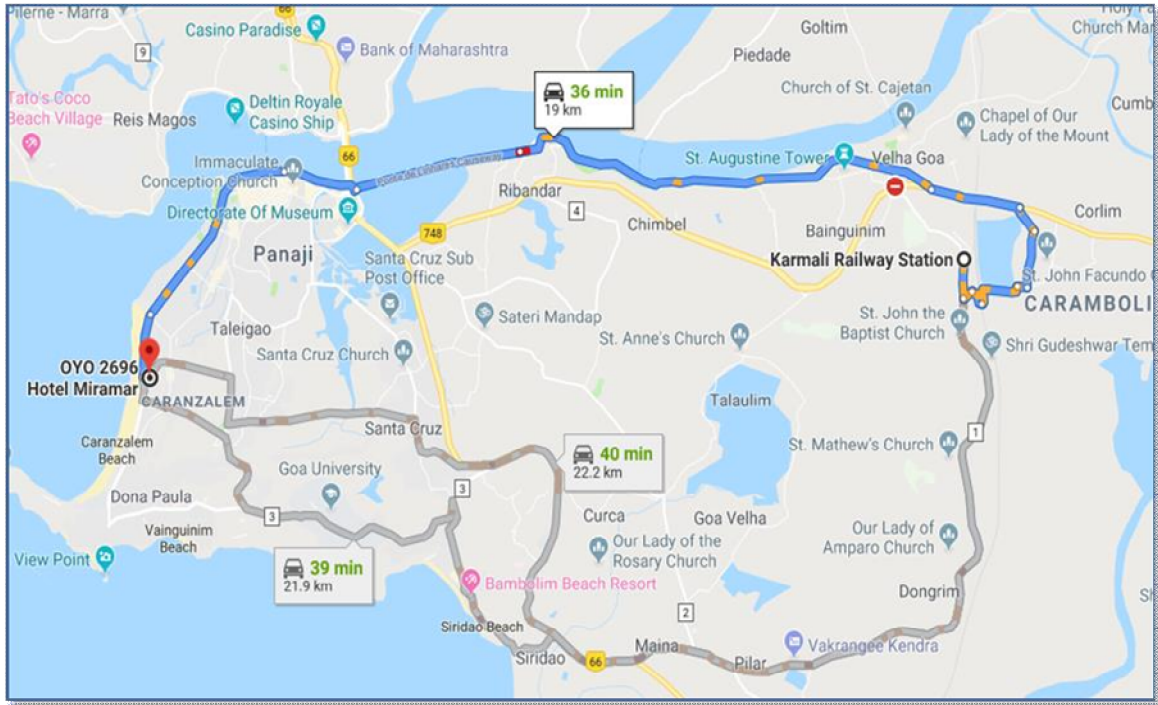 Pilerne - Marra
66
Casino Paradise
Bank of Maharashtra
Goltim
Piedade
Church Mar
9
36 min
19 km
Church of St. Cajetan
Tato's Coco
Beach Village
Reis Magos
Deltin Royale
Casino Ship
Chapel of Our
Lady of the Mount
Cumb
66
Immaculate
Conception Church
St. Augustine Tower
Velha Goa
Ribandar
4
Directorate Of Museum
Chimbel
Bainguinim
Corlim
748
Panaji
Santa Cruz Sub
Post Office
Karmali Railway Station
St. John Facundo
CARAMBOLI
Sateri Mandap
St. John the
Baptist Church
Taleigao
St. Anne's Church
Shri Gudeshwar Tem
Santa Cruz Church
OYO 2696
Hotel Miramar
CARANZALEM
Talaulim
Santa Cruz
1
Caranzalem
Beach
St. Mathew's Church
40 min
22.2 km
Goa University
3
Dona Paula
3
Curca
Goa Velha
Vainguinim
Beach
Our Lady of
Amparo Church
Our Lady of the
Rosary Church
View Point
39 min
21.9 km
Bambolim Beach Resort
Dongrim
2
Siridao Beach
Siridao
66
Maina
Pilar
Vakrangee Kendra